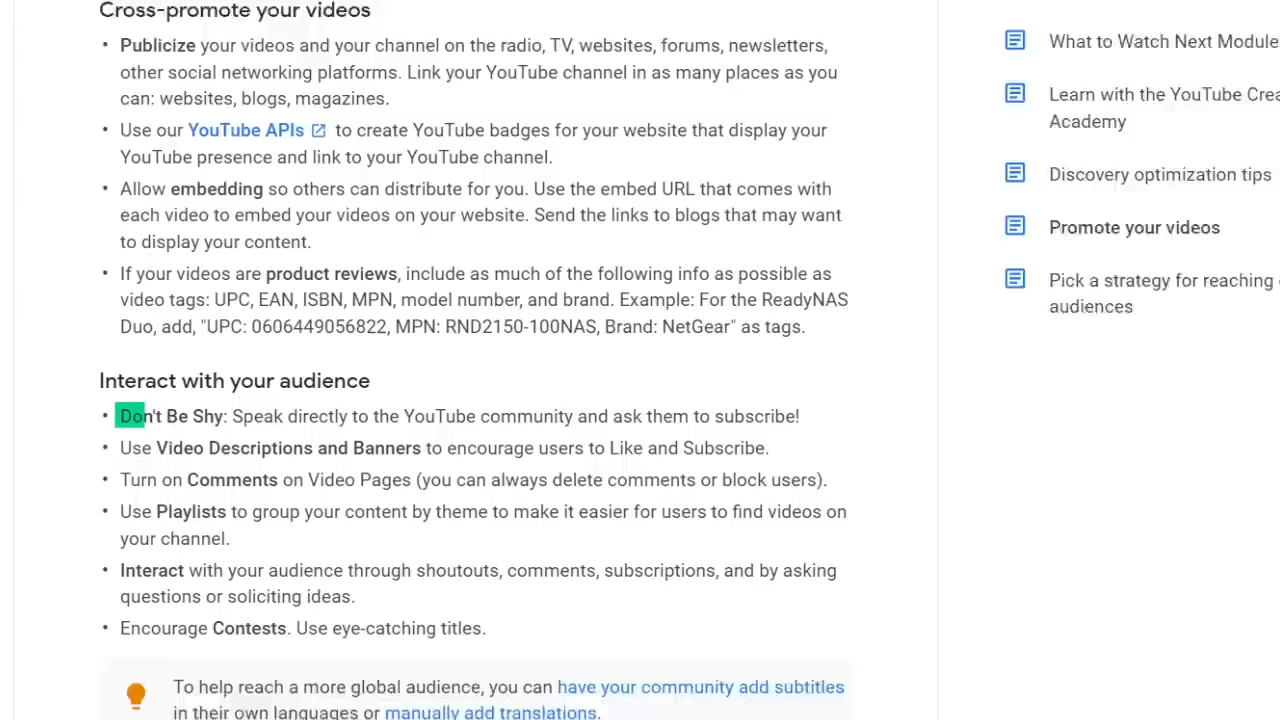 Cross-promote your videos
• Publicize your videos and your channel on the radio, TV, websites, forums, newsletters,
other social networking platforms. Link your YouTube channel in as many places as you
can: websites, blogs, magazines.
• Use our YouTube APIs to create YouTube badges for your website that display your
YouTube presence and link to your YouTube channel.
• Allow embedding so others can distribute for you. Use the embed URL that comes with
each video to embed your videos on your website. Send the links to blogs that may want
to display your content.
• If your videos are product reviews, include as much of the following info as possible as
video tags: UPC, EAN, ISBN, MPN, model number, and brand. Example: For the ReadyNAS
Duo, add, "UPC: 0606449056822, MPN: RND2150-100NAS, Brand: NetGear" as tags.
Interact with your audience
• Don't Be Shy: Speak directly to the YouTube community and ask them to subscribe!
• Use Video Descriptions and Banners to encourage users to Like and Subscribe.
• Turn on Comments on Video Pages (you can always delete comments or block users).
• Use Playlists to group your content by theme to make it easier for users to find videos on
your channel.
• Interact with your audience through shoutouts, comments, subscriptions, and by asking
questions or soliciting ideas.
• Encourage Contests. Use eye-catching titles.
To help reach a more global audience, you can have your community add subtitles
in their own languages or manually add translations.
What to Watch Next Module
Learn with the YouTube Crea
Academy
Discovery optimization tips
Promote your videos
Pick a strategy for reaching
audiences